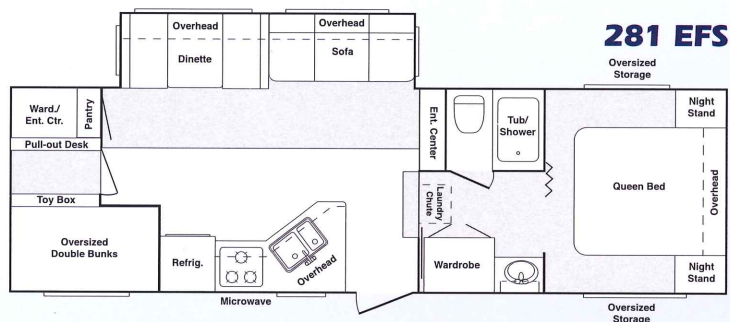 281 EFS
Overhead
Dinette
Overhead
Sofa
Oversized
Storage
Ward./
Ent. Ctr.
Pantry
Pull-out Desk
Toy Box
Oversized
Double Bunks
Refrig.
Microwave
Overhead
Ent. Center
Tub/
Shower
Laundry
Chute
Wardrobe
Night
Stand
Queen Bed
Overhead
Night
Stand
Oversized
Storage